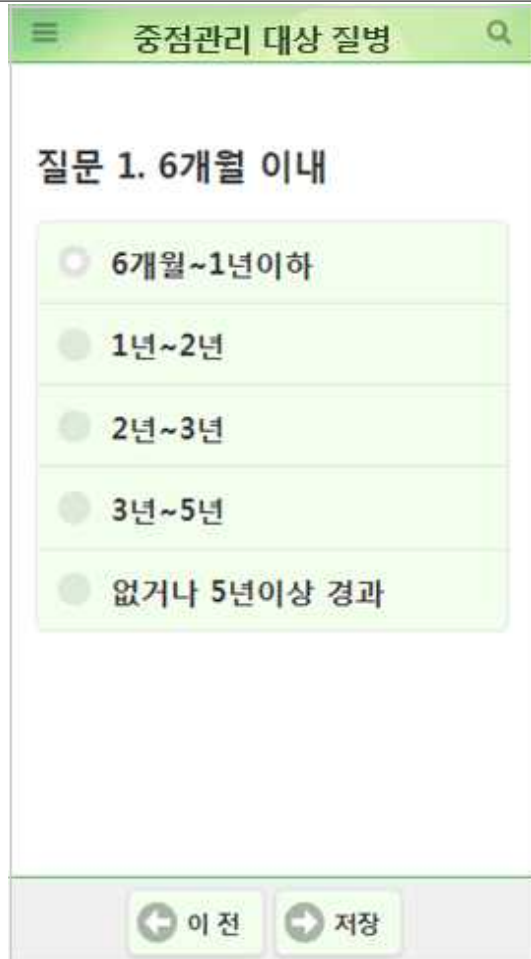 중점관리 대상 질병
질문 1. 6개월 이내
6개월~1년이하
1년~2년
2년~3년
3년~5년
없거나 5년이상 경과
이 전
저장